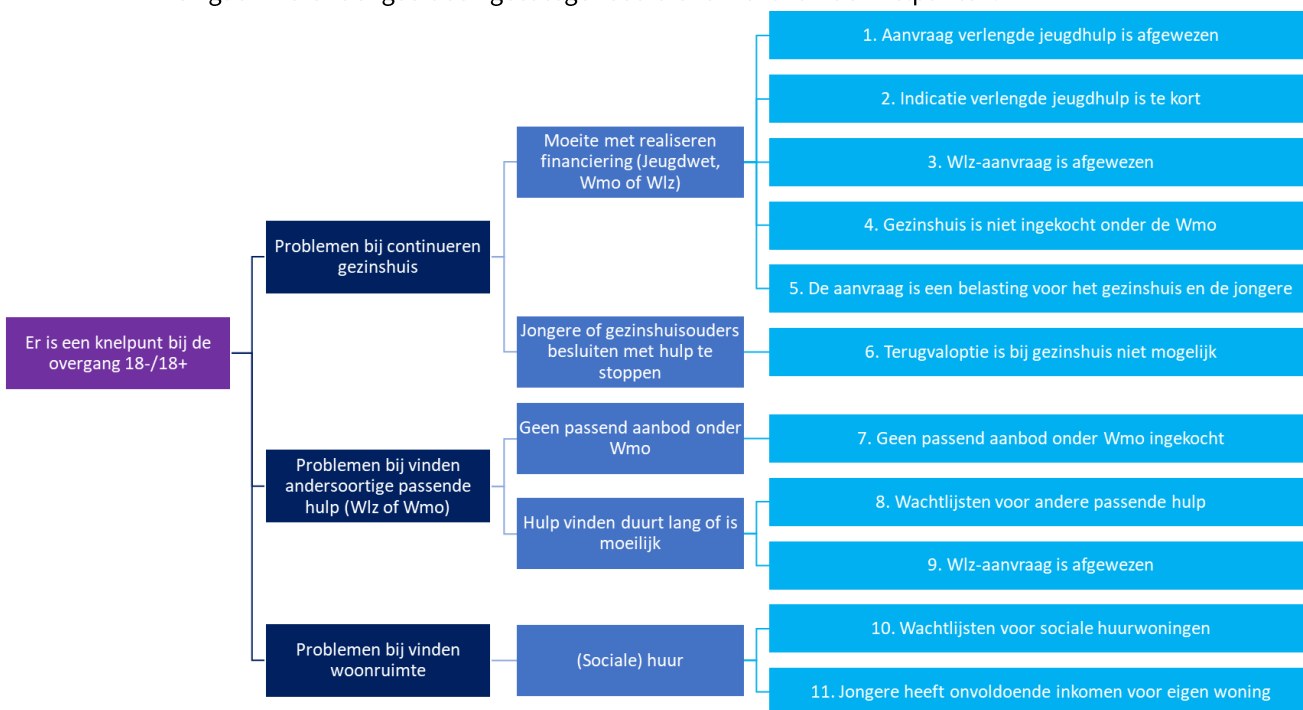 1. Aanvraag verlengde jeugdhulp is afgewezen
2. Indicatie verlengde jeugdhulp is te kort
Moeite met realiseren
financiering (Jeugdwet,
Wmo of Wlz)
3. Wlz-aanvraag is afgewezen
4. Gezinshuis is niet ingekocht onder de Wmo
Problemen bij continueren
gezinshuis
5. De aanvraag is een belasting voor het gezinshuis en de jongere
Er is een knelpunt bij de
overgang 18-/18+
Jongere of gezinshuisouders
besluiten met hulp te
stoppen
6. Terugvaloptie is bij gezinshuis niet mogelijk
Geen passend aanbod onder
Wmo
7. Geen passend aanbod onder Wmo ingekocht
Problemen bij vinden
andersoortige passende
hulp (Wlz of Wmo)
8. Wachtlijsten voor andere passende hulp
Hulp vinden duurt lang of is
moeilijk
9. Wlz-aanvraag is afgewezen
10. Wachtlijsten voor sociale huurwoningen
Problemen bij vinden
woonruimte
(Sociale) huur
11. Jongere heeft onvoldoende inkomen voor eigen woning